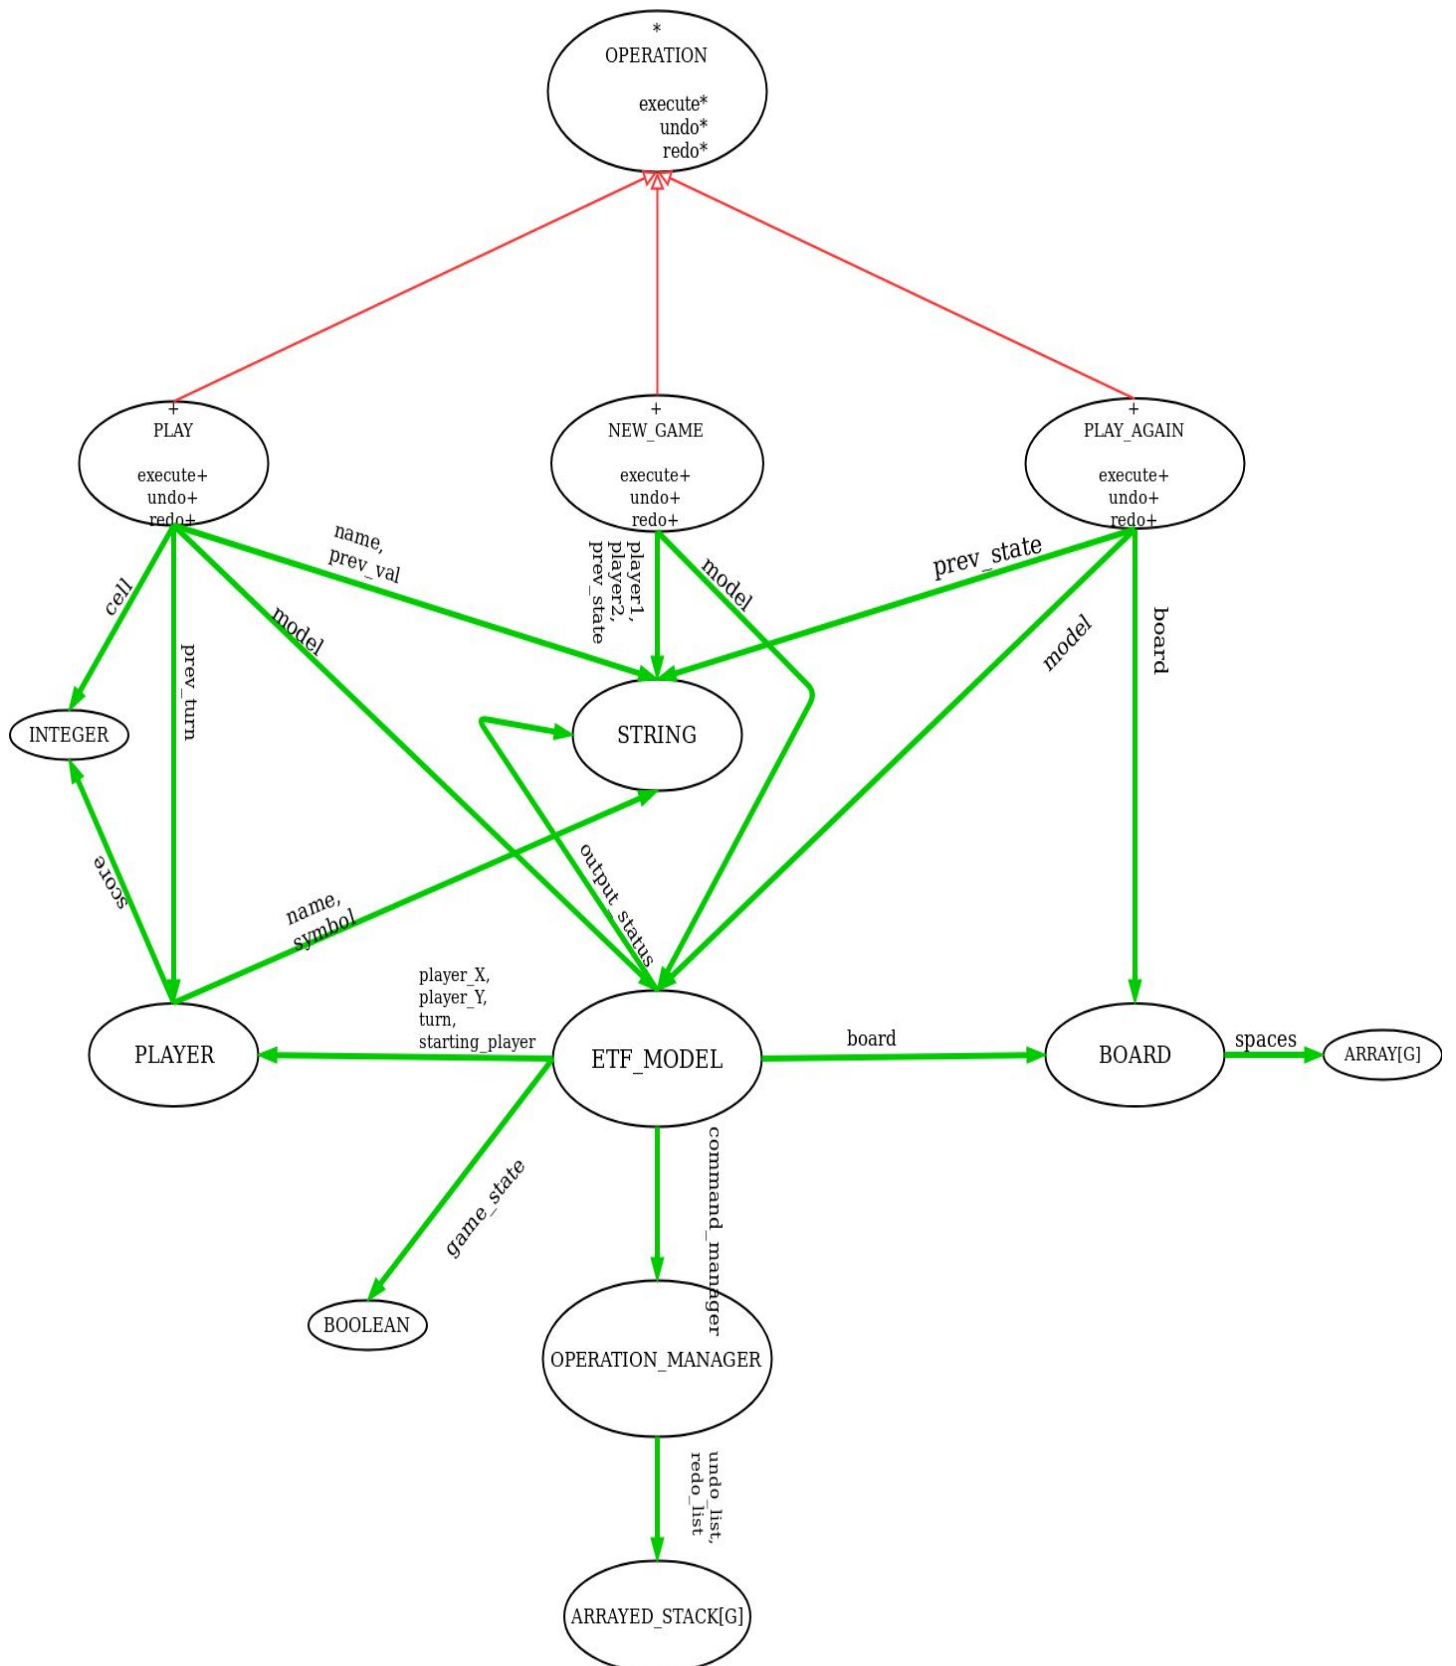 *
OPERATION
execute*
undo*
redo*
+
PLAY
execute+
undo+
redo+
+
NEW_GAME
execute+
undo+
redo+
+
PLAY_AGAIN
execute+
undo+
redo+
name,
prev_val
player1,
player2,
prev_state
model
prev_state
cell
model
prev_turn
model
board
INTEGER
STRING
score
name,
symbol
output_status
player_X,
player_Y,
turn,
starting_player
PLAYER
ETF_MODEL
board
BOARD
spaces
ARRAY[G]
game_state
command_manager
BOOLEAN
OPERATION_MANAGER
undo_list,
redo_list
ARRAYED_STACK[G]